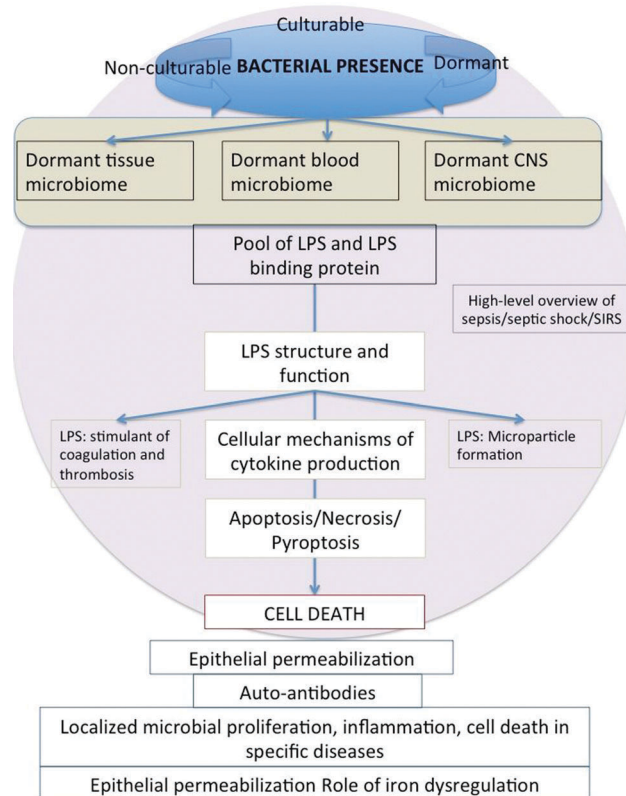 Culturable
Non-culturable BACTERIAL PRESENCE Dormant
Dormant tissue
microbiome
Dormant blood
microbiome
Dormant CNS
microbiome
Pool of LPS and LPS
binding protein
High-level overview of
sepsis/septic shock/SIRS
LPS structure and
function
LPS: stimulant of
coagulation and
thrombosis
Cellular mechanisms of
cytokine production
LPS: Microparticle
formation
Apoptosis/Necrosis/
Pyroptosis
CELL DEATH
Epithelial permeabilization
Auto-antibodies
Localized microbial proliferation, inflammation, cell death in
specific diseases
Epithelial permeabilization Role of iron dysregulation